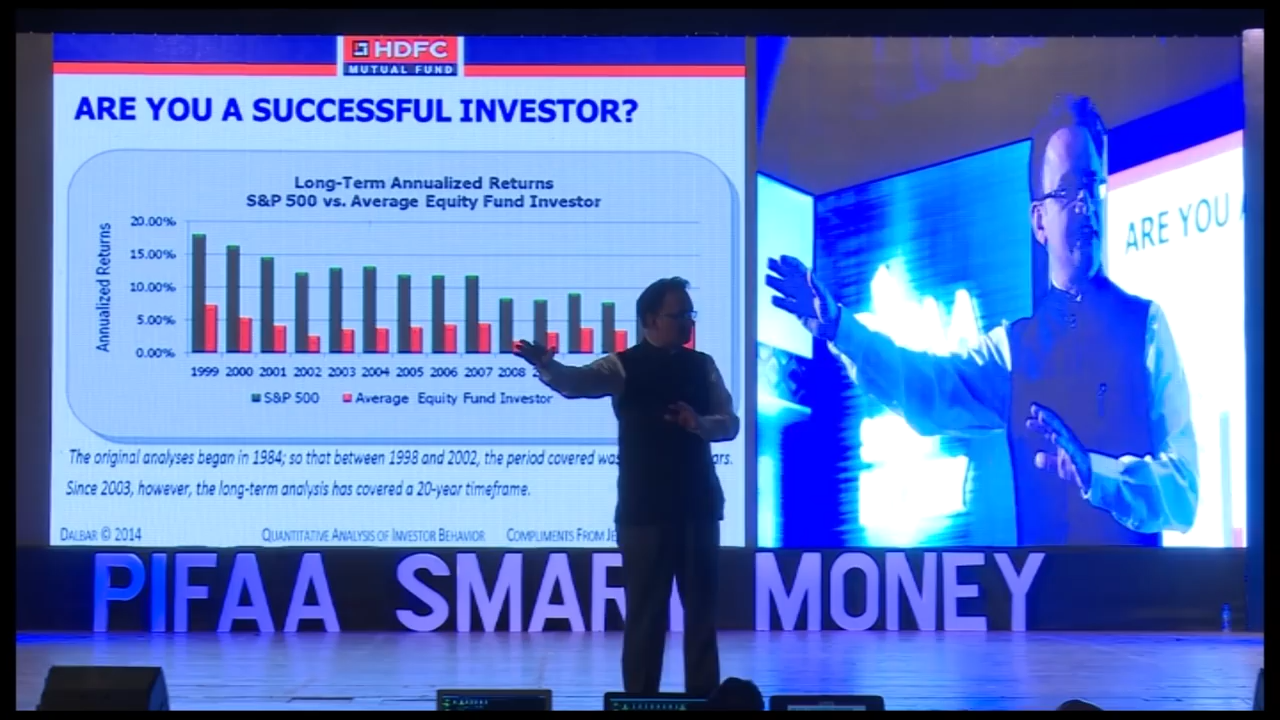 HDFC
MUTUAL FUND
ARE YOU A SUCCESSFUL INVESTOR?
Long-Term Annualized Returns
S&P 500 vs. Average Equity Fund Investor
Annualized Returns
20.00%
15.00%
10.00%
5.00%
0.00%
1999 2000 2001 2002 2003 2004 2005 2006 2007 2008
S&P 500 Average Equity Fund Investor
The original analyses began in 1984; so that between 1998 and 2002, the period covered
Since 2003, however, the long-term analysis has covered a 20-year timeframe.
DALBAR © 2014 QUANTITATIVE ANALYSIS OF INVESTOR BEHAVIOR COMPLIMENTS FROM
ARE YOU
PIFAA SMART MONEY